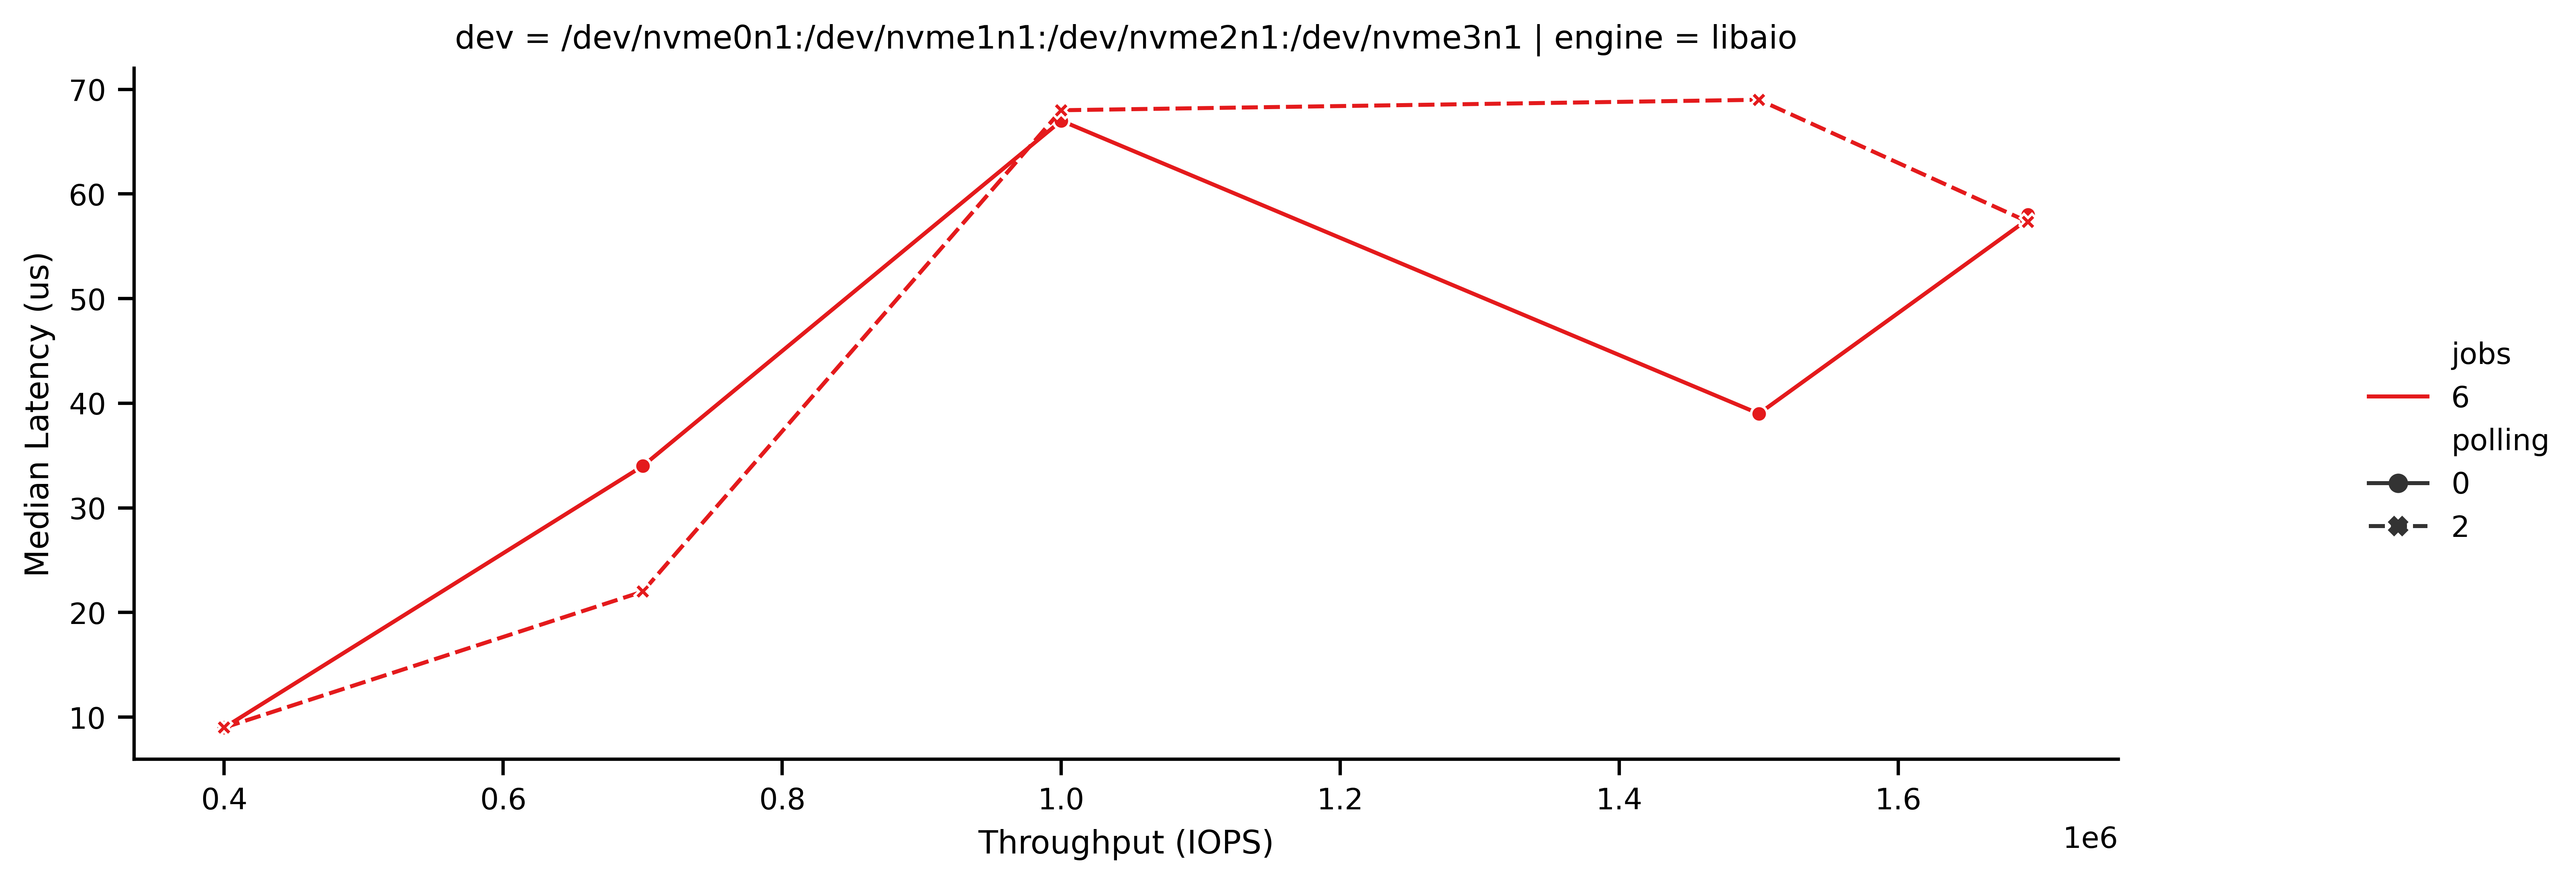 dev = /dev/nvme0n1:/dev/nvme1n1:/dev/nvme2n1:/dev/nvme3n1 | engine = libaio
Median Latency (us)
70
60
50
40
30
20
10
0.4 0.6 0.8 1.0 1.2 1.4 1.6
1e6
Throughput (IOPS)
jobs
6
polling
0
2